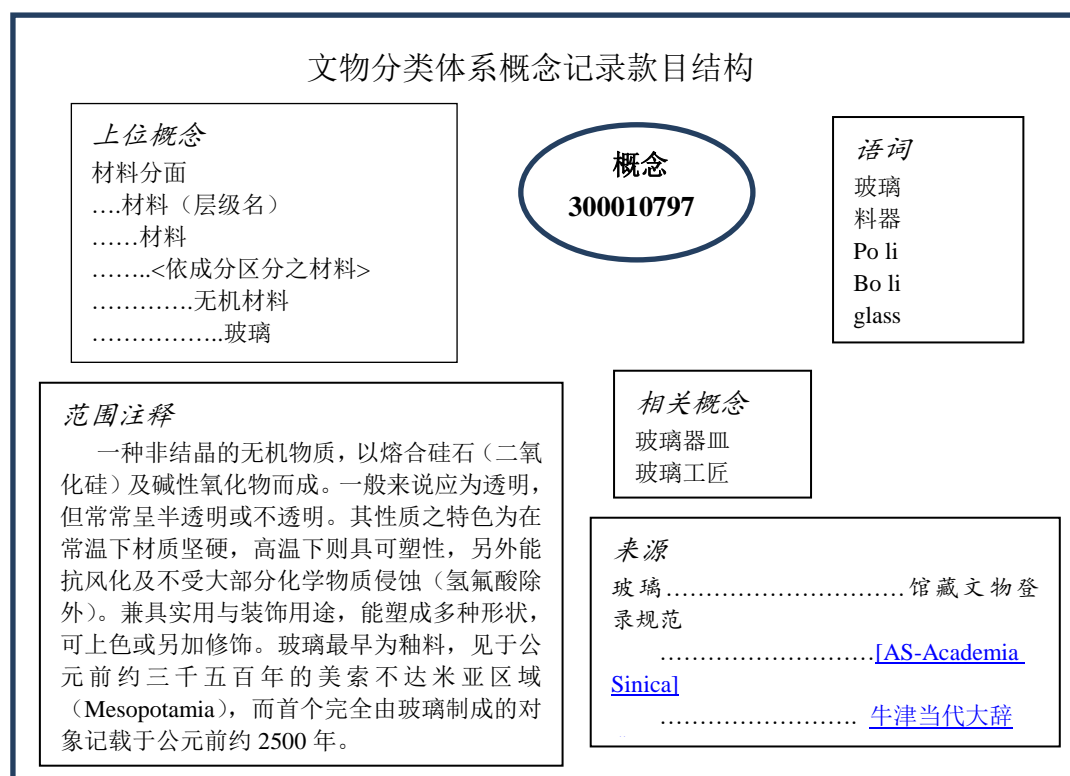 文物分类体系概念记录款目结构
上位概念
材料分面
….材料（层级名）
……材料
……..<依成分区分之材料>
………….无机材料
……………..玻璃
概念
300010797
语词
玻璃
料器
Po li
Bo li
glass
范围注释
一种非结晶的无机物质，以熔合硅石（二氧
化硅）及碱性氧化物而成。一般来说应为透明，
但常常呈半透明或不透明。其性质之特色为在
常温下材质坚硬，高温下则具可塑性，另外能
抗风化及不受大部分化学物质侵蚀（氢氟酸除
外）。兼具实用与装饰用途，能塑成多种形状，
可上色或另加修饰。玻璃最早为釉料，见于公
元前约三千五百年的美索不达米亚区域
（Mesopotamia），而首个完全由玻璃制成的对
象记载于公元前约 2500 年。
相关概念
玻璃器皿
玻璃工匠
来源
玻璃…………………………馆藏文物登
录规范
………………………[AS-Academia
Sinica]
…………………… 牛津当代大辞